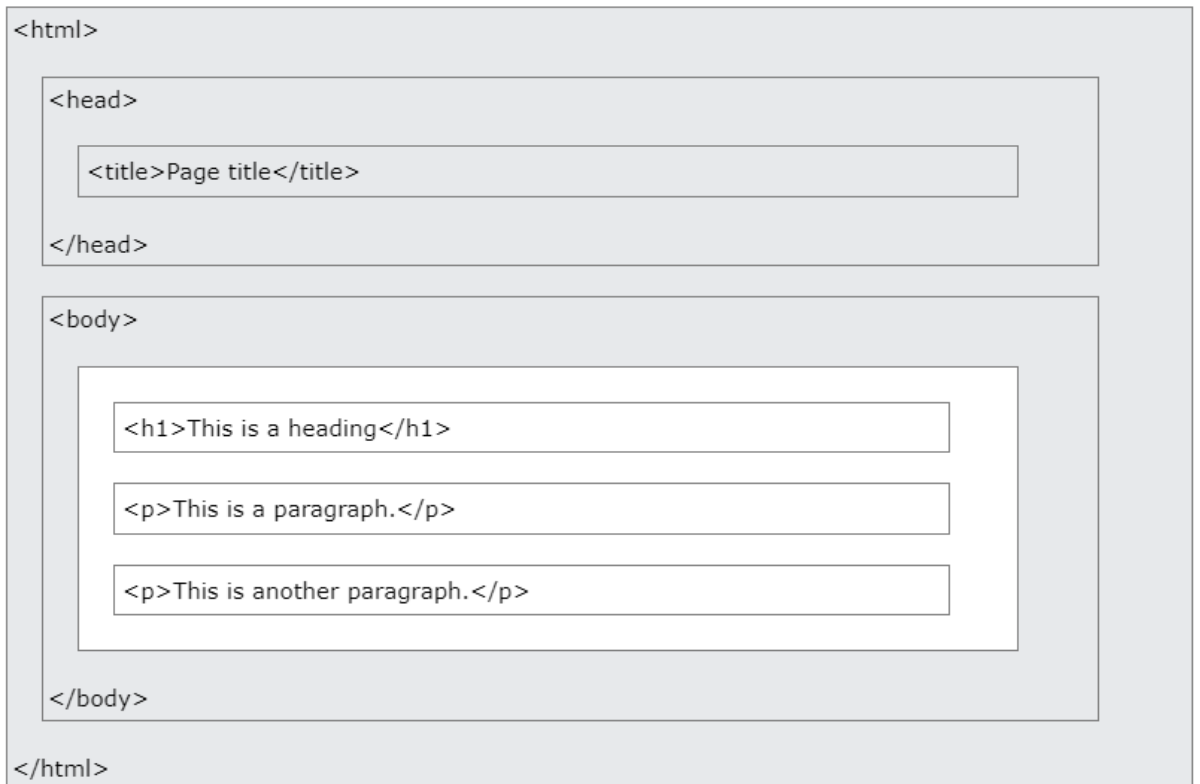 <html>
<head>
<title>Page title</title>
</head>
<body>
<h1>This is a heading</h1>
<p>This is a paragraph.</p>
<p>This is another paragraph.</p>
</body>
</html>